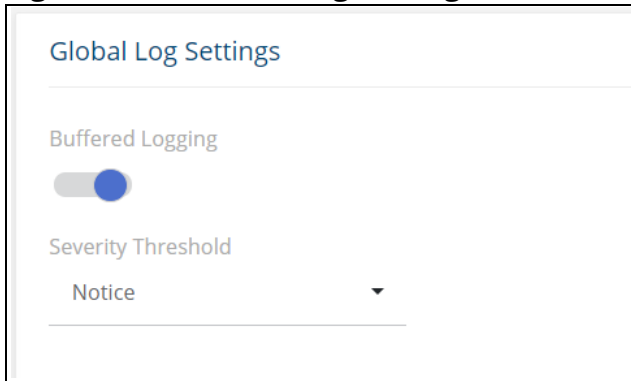 Global Log Settings
Buffered Logging
Severity Threshold
Notice